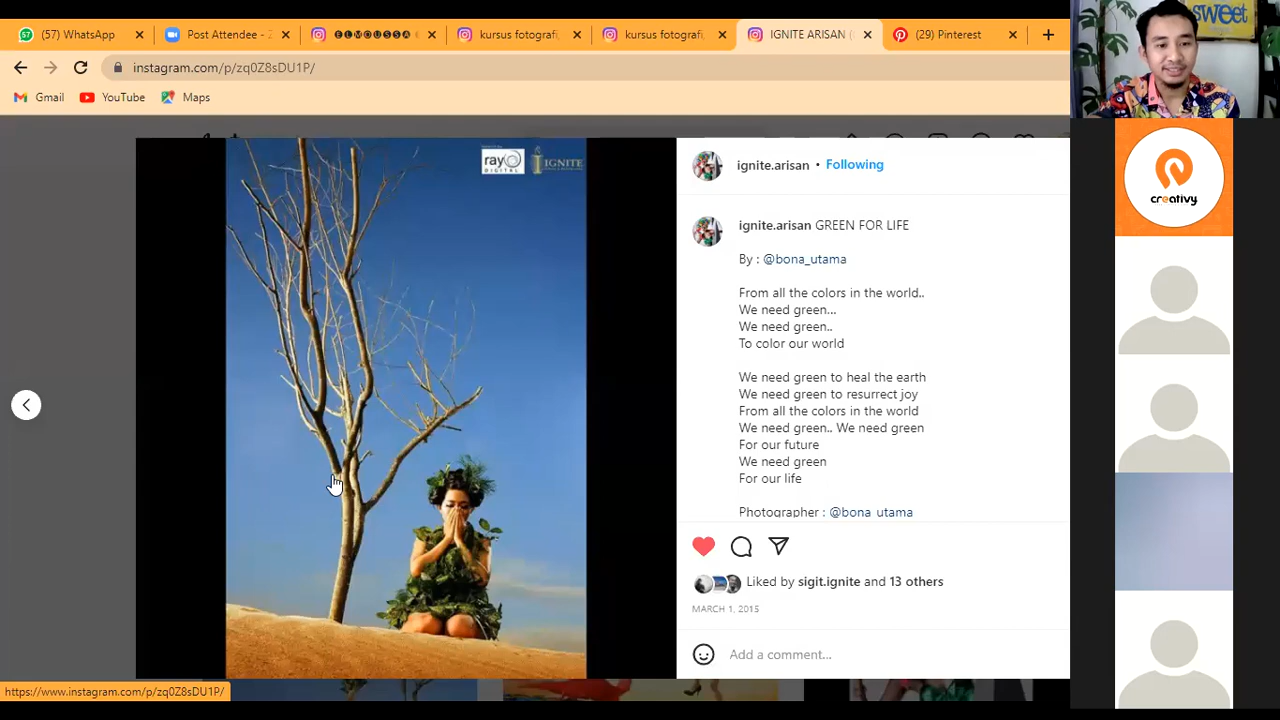 (57) WhatsApp
Post Attendee - Z
ELMOUSSA
kursus fotografi
kursus fotografi
IGNITE ARISAN (
(29) Pinterest
instagram.com/p/zq0Z8sDU1P/
Gmail
YouTube
Maps
sweet
ray
DIGITAL
IGNITE
creativy
ignite.arisan • Following
ignite.arisan GREEN FOR LIFE
By : @bona_utama
From all the colors in the world..
We need green...
We need green..
To color our world
We need green to heal the earth
We need green to resurrect joy
From all the colors in the world
We need green.. We need green
For our future
We need green
For our life
Photographer : @bona_utama
Liked by sigit.ignite and 13 others
MARCH 1, 2015
Add a comment...
https://www.instagram.com/p/zq0Z8sDU1P/